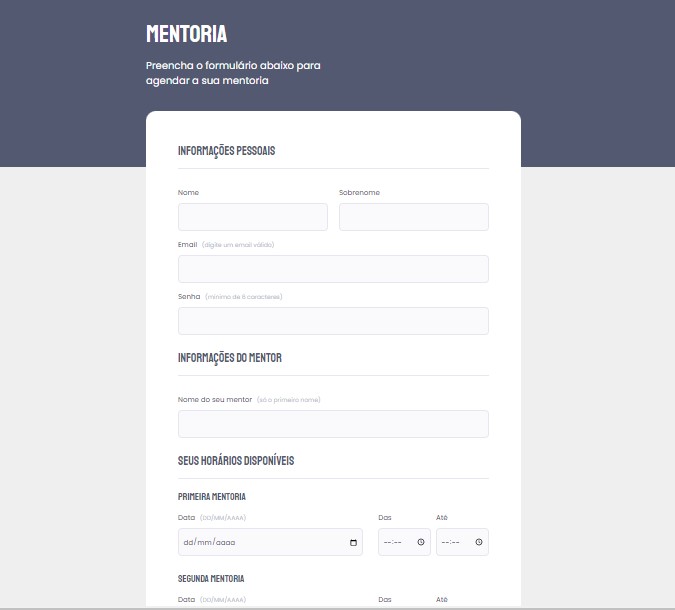 MENTORIA
Preencha o formulário abaixo para
agendar a sua mentoria
INFORMAÇÕES PESSOAIS
Nome Sobrenome
Email (digite um email válido)
Senha (mínimo de 8 caracteres)
INFORMAÇÕES DO MENTOR
Nome do seu mentor (só o primeiro nome)
SEUS HORÁRIOS DISPONÍVEIS
PRIMEIRA MENTORIA
Data (DD/MM/AAAA) Das Até
dd/mm/aaaa --:-- --:--
SEGUNDA MENTORIA
Data (DD/MM/AAAA) Das Até